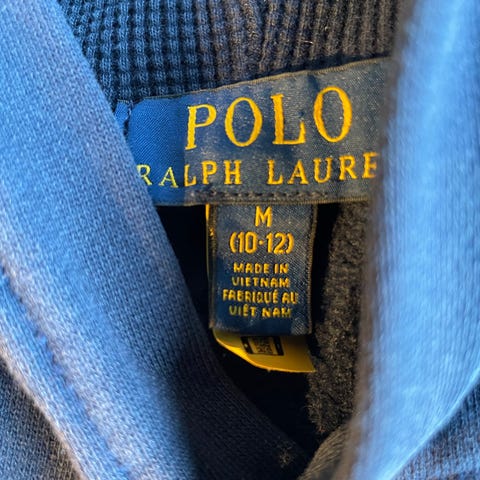 POLO
RALPH LAURE
M
(10-12)
MADE IN
VIETNAM
FABRIQUÉ AU
VIÊT NAM